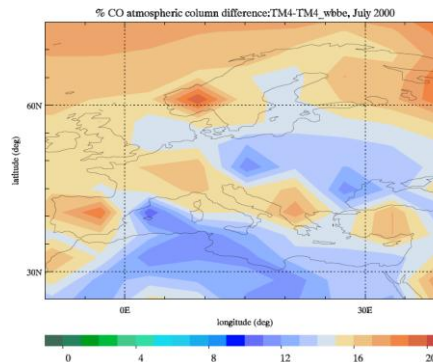 % CO atmospheric column difference:TM4-TM4_wbbe, July 2000
60N
latitude (deg)
30N
0E
30E
longitude (deg)
0
4
8
12
16
20